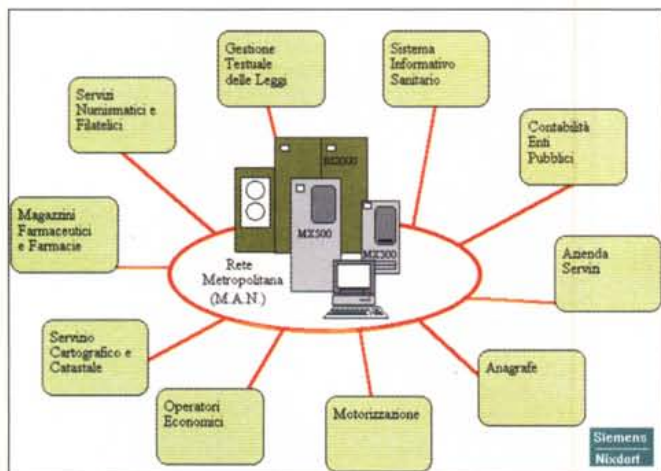 Gestione
Testuale
delle Leggi
Sistema
Informativo
Sanitario
Servizi
Numismatici e
Filatelici
Contabilità
Enti
Pubblici
MX500
MX300
Magazzini
Farmaceutici
e Farmacie
Rete
Metropolitana
(M.A.N.)
Azienda
Servizi
Servizio
Cartografico e
Catastale
Anagrafe
Operatori
Economici
Motorizzazione
Siemens
Nixdorf